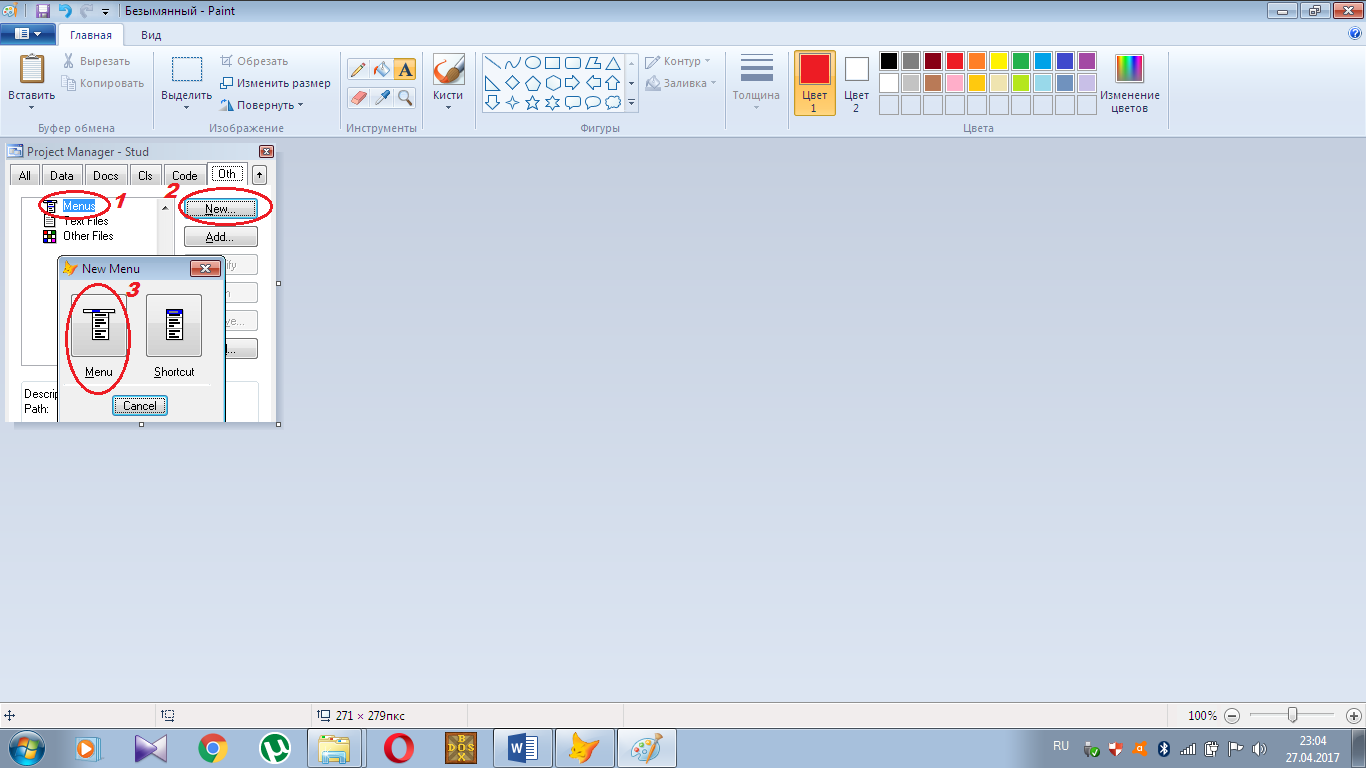 Безымянный - Paint
Главная Вид
Вставить
Вырезать
Копировать
Буфер обмена
Выделить
Обрезать
Изменить размер
Повернуть
Изображение
A
Инструменты
Кисти
Контур
Заливка
Фигуры
Толщина
Цвет 1
Цвет 2
Изменение цветов
Цвета
Project Manager - Stud
All Data Docs Cls Code Oth
Menus 1 2 New...
Text Files
Add...
Other Files
New Menu
3
Menu Shortcut
Path:
Cancel
271 × 279пкс
100%
BOX
DOS
W
RU
23:04
27.04.2017